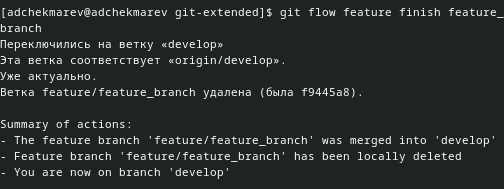 [adchekmarev@adchekmarev git-extended]$ git flow feature finish feature_
branch
Переключились на ветку «develop»
Эта ветка соответствует «origin/develop».
Уже актуально.
Ветка feature/feature_branch удалена (была f9445a8).

Summary of actions:
- The feature branch 'feature/feature_branch' was merged into 'develop'
- Feature branch 'feature/feature_branch' has been locally deleted
- You are now on branch 'develop'